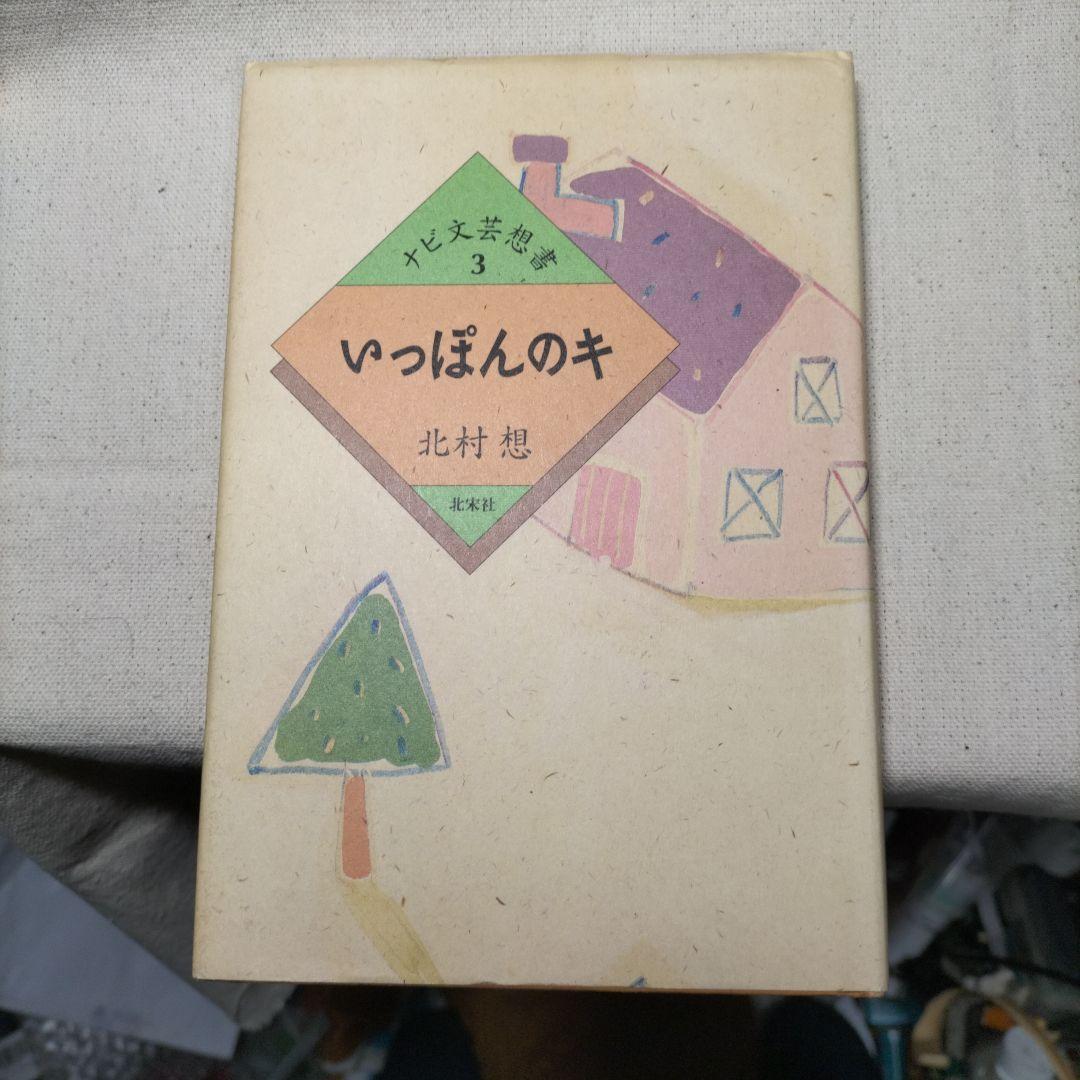 ナビ文芸想書
3
いっぽんのキ
北村 想
北宋社